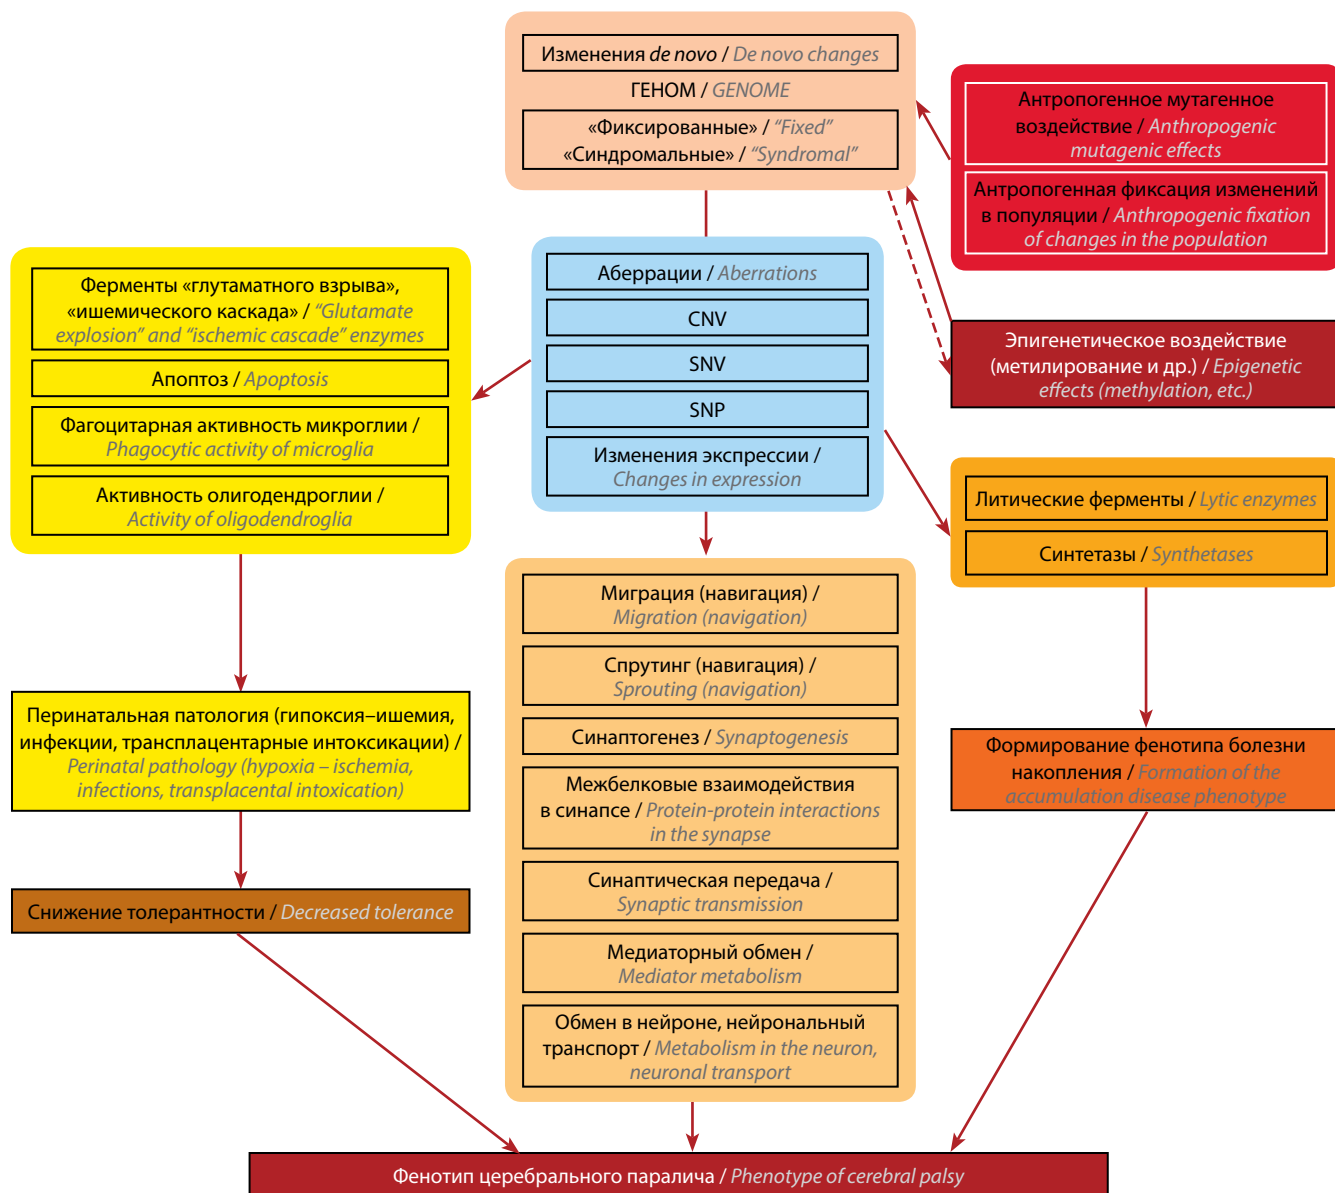 Изменения de novo / De novo changes
ГЕНОМ / GENOME
«Фиксированные» / “Fixed”
«Синдромальные» / “Syndromal”
Антропогенное мутагенное
воздействие / Anthropogenic
mutagenic effects
Антропогенная фиксация изменений
в популяции / Anthropogenic fixation
of changes in the population
Эпигенетическое воздействие
(метилирование и др.) / Epigenetic
effects (methylation, etc.)
Ферменты «глутаматного взрыва»,
«ишемического каскада» / “Glutamate
explosion” and “ischemic cascade” enzymes
Апоптоз / Apoptosis
Фагоцитарная активность микроглии /
Phagocytic activity of microglia
Активность олигодендроглии /
Activity of oligodendroglia
Аберрации / Aberrations
CNV
SNV
SNP
Изменения экспрессии /
Changes in expression
Литические ферменты / Lytic enzymes
Синтетазы / Synthetases
Миграция (навигация) /
Migration (navigation)
Спрутинг (навигация) /
Sprouting (navigation)
Синаптогенез / Synaptogenesis
Межбелковые взаимодействия
в синапсе / Protein-protein interactions
in the synapse
Синаптическая передача /
Synaptic transmission
Медиаторный обмен /
Mediator metabolism
Обмен в нейроне, нейрональный
транспорт / Metabolism in the neuron,
neuronal transport
Перинатальная патология (гипоксия–ишемия,
инфекции, трансплацентарные интоксикации) /
Perinatal pathology (hypoxia – ischemia,
infections, transplacental intoxication)
Снижение толерантности / Decreased tolerance
Формирование фенотипа болезни
накопления / Formation of the
accumulation disease phenotype
Фенотип церебрального паралича / Phenotype of cerebral palsy